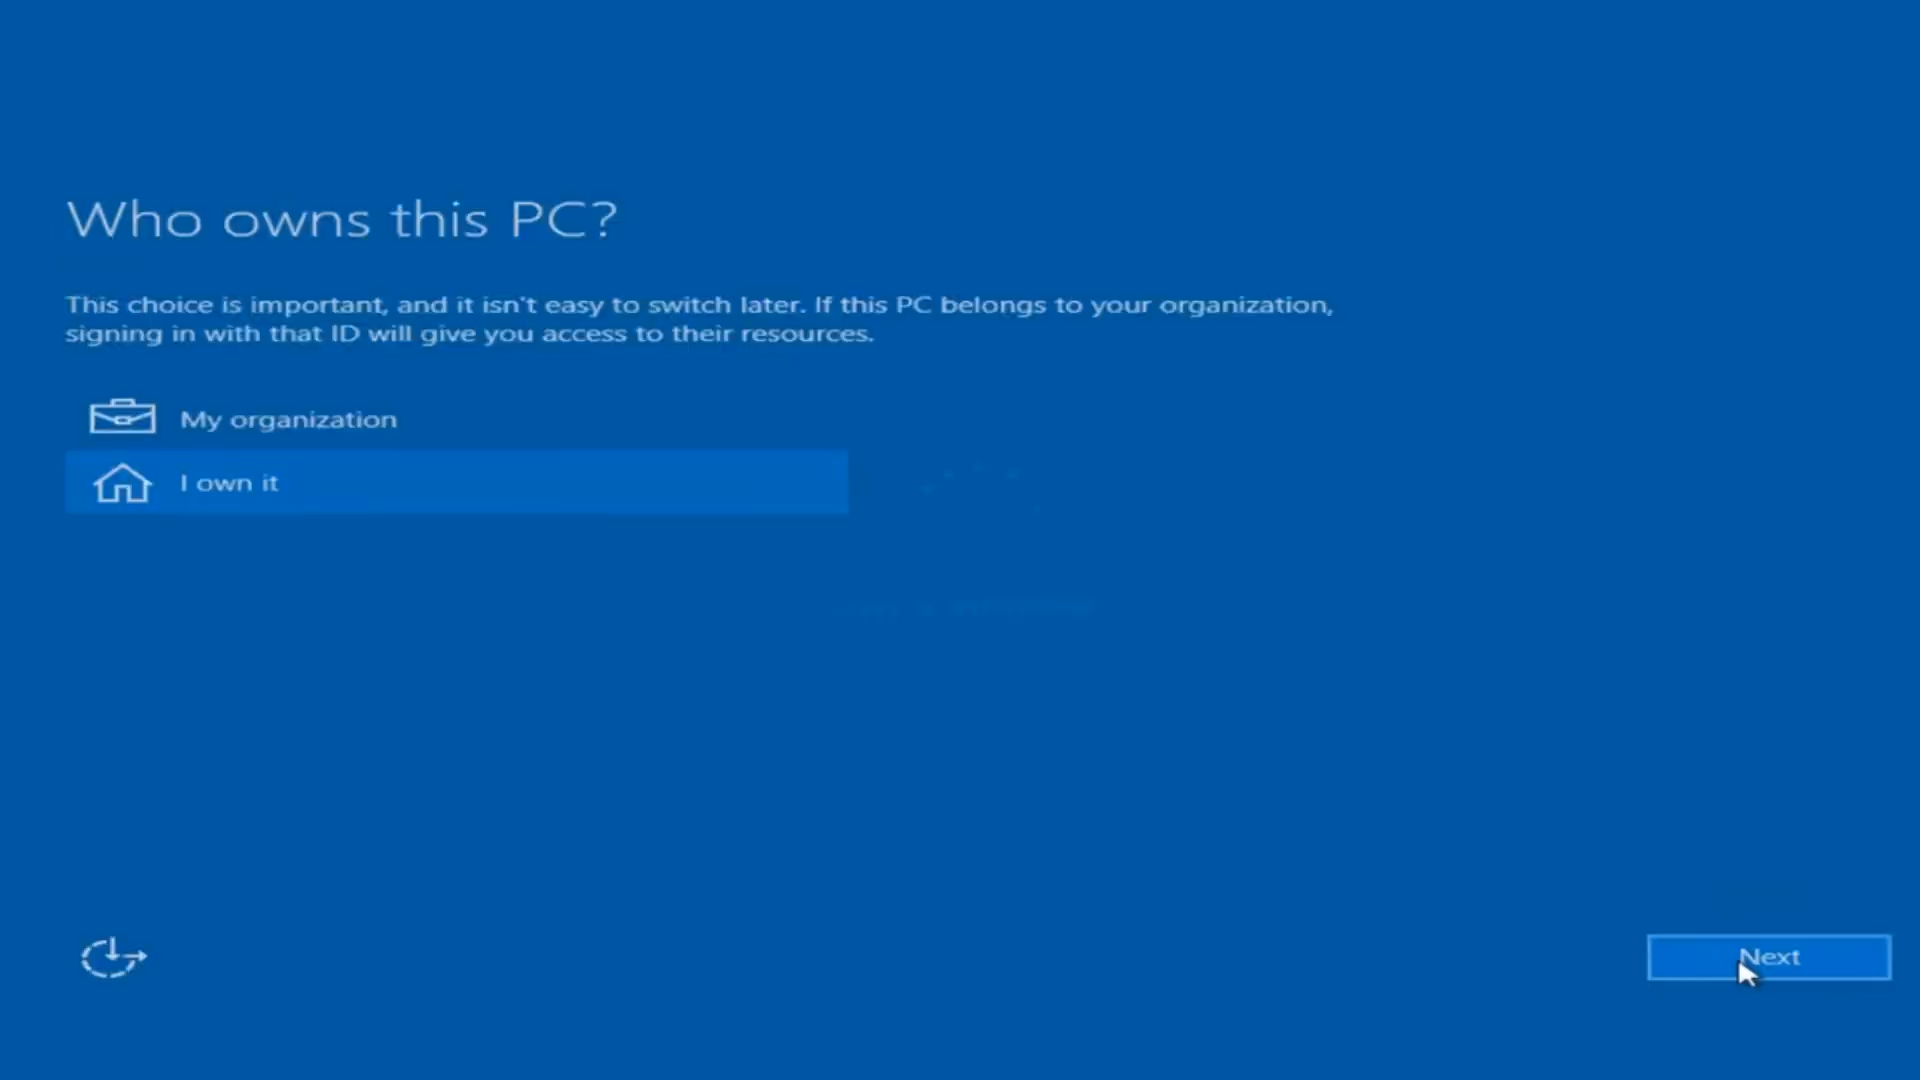 Who owns this PC?
This choice is important, and it isn't easy to switch later. If this PC belongs to your organization,
signing in with that ID will give you access to their resources.
My organization
I own it
Next